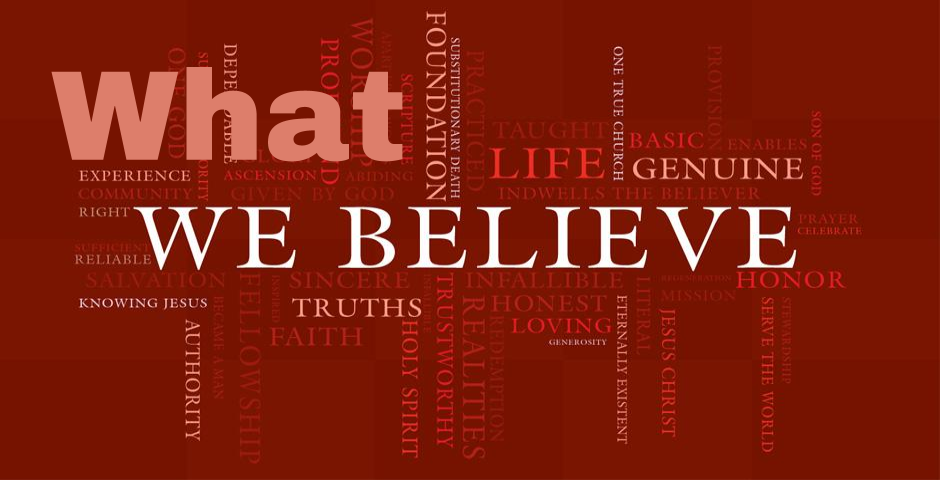 What
WE BELIEVE
ONE GOD
DEPENDABLE
WORSHIP
SCRIPTURE
FOUNDATION
SUBSTITUTIONARY DEATH
PRACTICED
TAUGHT
LIFE
ONE TRUE CHURCH
BASIC
PROVISION
ENABLES
GENUINE
SON OF GOD
INDWELLS THE BELIEVER
EXPERIENCE
COMMUNITY
RIGHT
ASCENSION
GIVEN BY GOD
ABIDING
PRAYER
CELEBRATE
SUFFICIENT
RELIABLE
SALVATION
KNOWING JESUS
AUTHORITY
BECAME A MAN
FELLOWSHIP
INSPIRED
SINCERE
TRUTHS
FAITH
HOLY SPIRIT
TRUSTWORTHY
INFALLIBLE
REALITIES
HONEST
REDEMPTION
LOVING
GENEROSITY
ETERNALLY EXISTENT
LITERAL
REGENERATION
MISSION
JESUS CHRIST
HONOR
SERVE THE WORLD
STEWARDSHIP